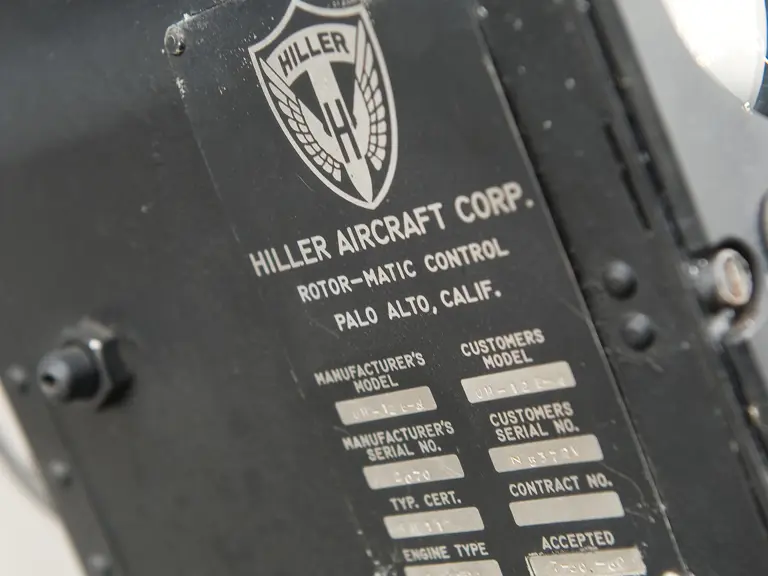 HILLER
H
HILLER AIRCRAFT CORP.
ROTOR-MATIC CONTROL
PALO ALTO, CALIF.
MANUFACTURER'S
MODEL
CUSTOMERS
MODEL
MANUFACTURER'S
SERIAL NO.
2070
CUSTOMERS
SERIAL NO.
TYP. CERT.
CONTRACT NO.
ENGINE TYPE
ACCEPTED